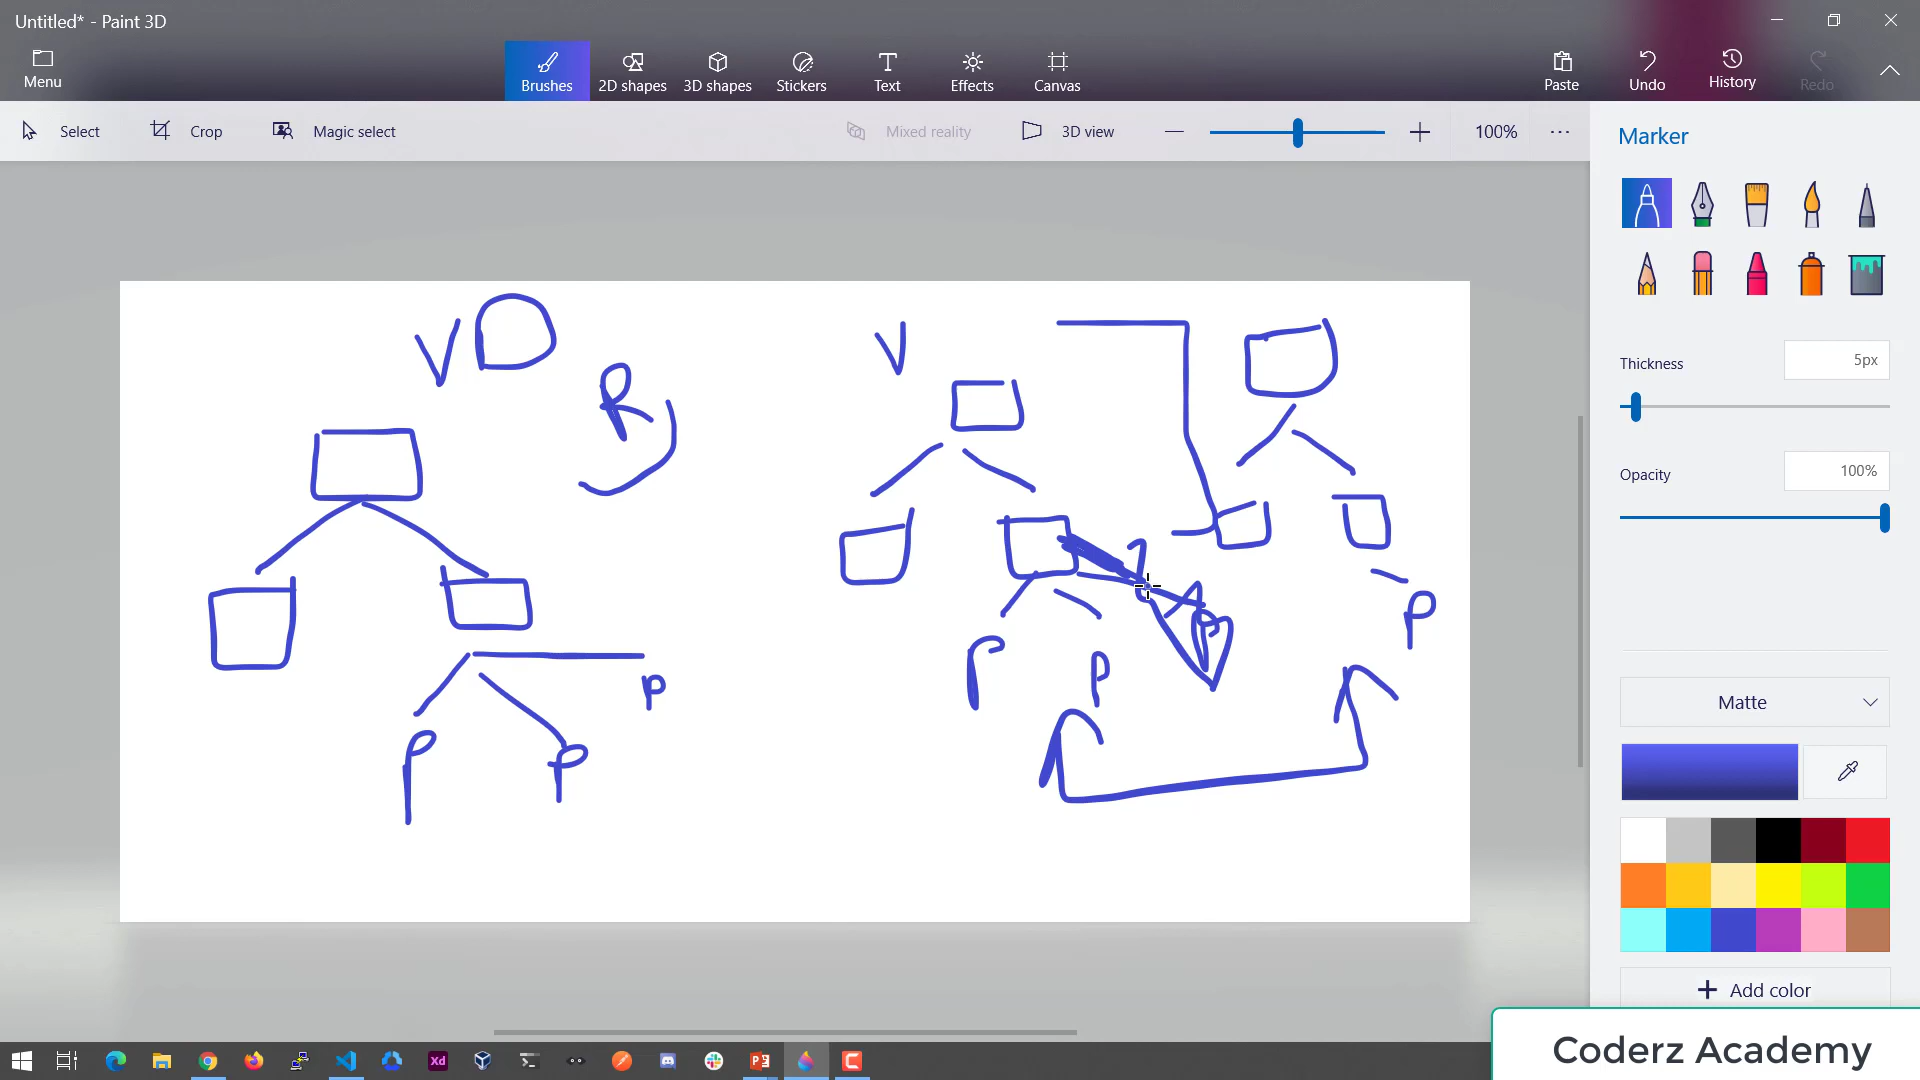 Untitled* - Paint 3D
Menu
Brushes
2D shapes
3D shapes
Stickers
Text
Effects
Canvas
Paste
Undo
History
Redo
Select
Crop
Magic select
Mixed reality
3D view
100%
Marker
Thickness
5px
Opacity
100%
Matte
Add color
V D
R
V
P
P
P
P
P
Xd
Coderz Academy